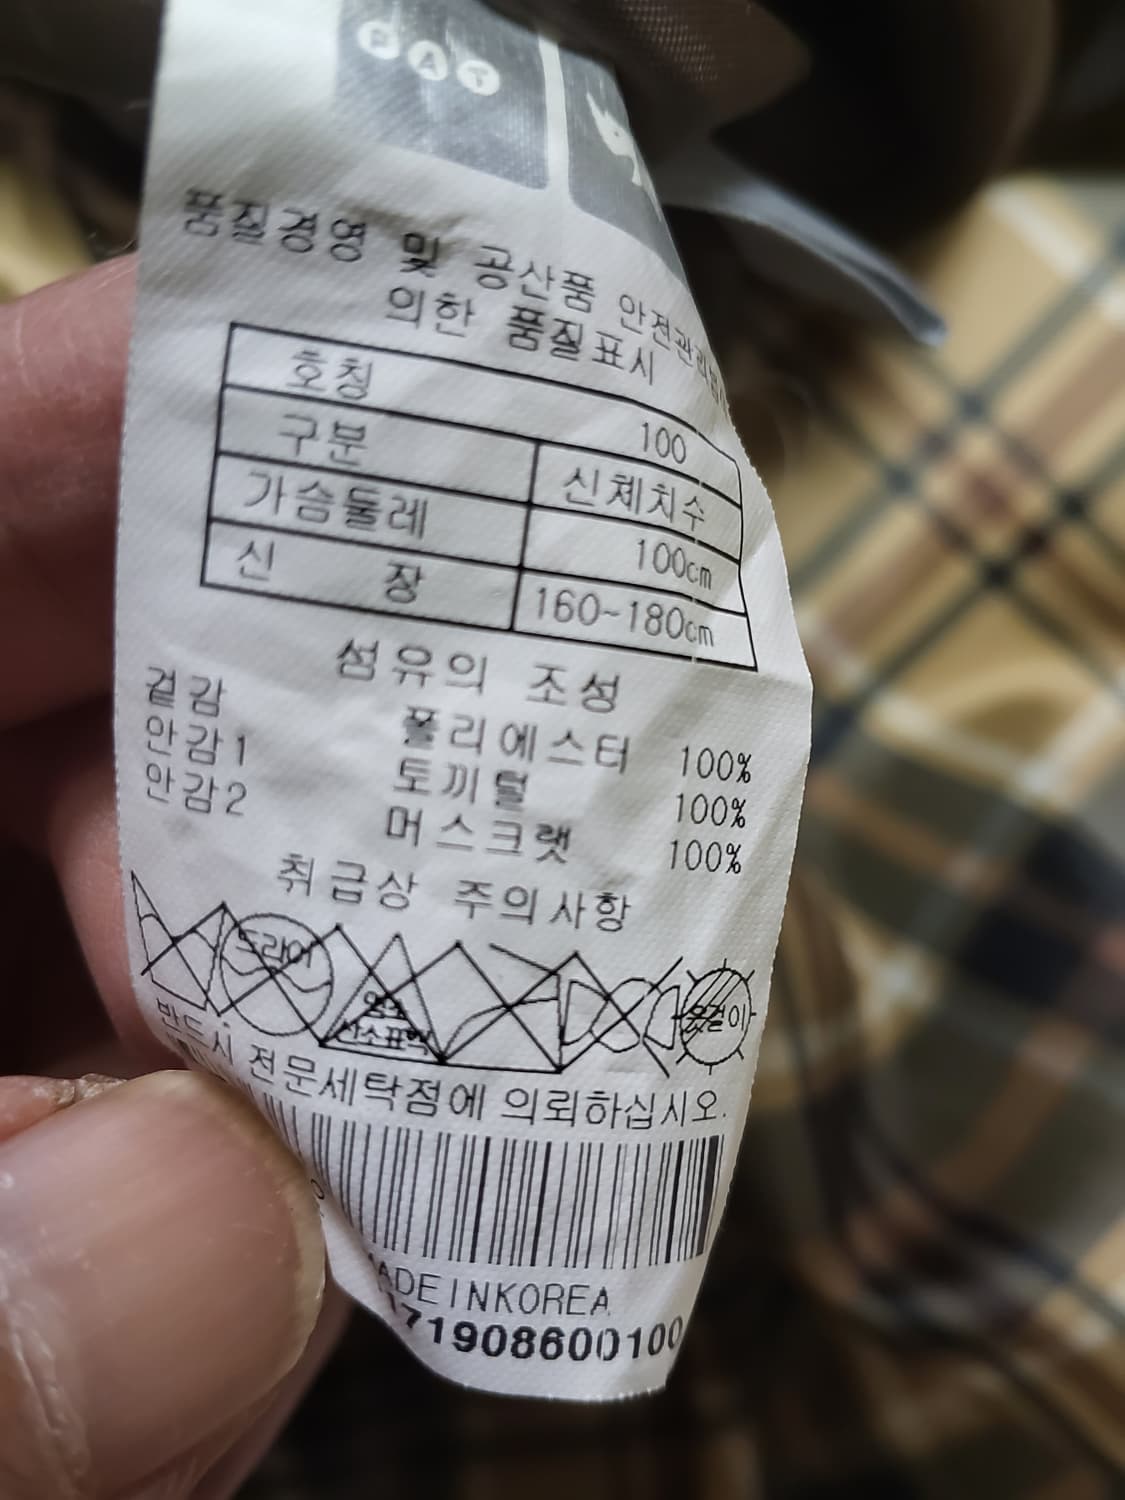 BAT
품질경영 및 공산품 안전관리법에
의한 품질표시
호칭 100
구분 신체치수
가슴둘레 100cm
신 장 160~180cm
섬유의 조성
겉감 폴리에스터 100%
안감1 토끼털 100%
안감2 머스크랫 100%
취급상 주의사항
드라이
염소
산소표백
옷걸이
반드시 전문세탁점에 의뢰하십시오.
MADE IN KOREA
71908600100